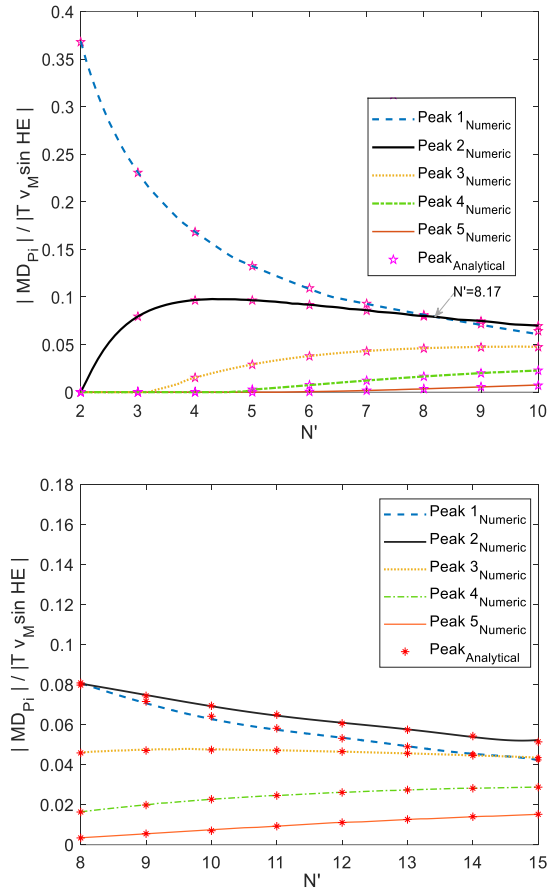 0.4
0.35
0.3
0.25
0.2
0.15
0.1
0.05
0
| MD_Pi | / |T v_M sin HE |
Peak 1_Numeric
Peak 2_Numeric
Peak 3_Numeric
Peak 4_Numeric
Peak 5_Numeric
Peak_Analytical
N'=8.17
2 3 4 5 6 7 8 9 10
N'
0.18
0.16
0.14
0.12
0.1
0.08
0.06
0.04
0.02
0
| MD_Pi | / |T v_M sin HE |
Peak 1_Numeric
Peak 2_Numeric
Peak 3_Numeric
Peak 4_Numeric
Peak 5_Numeric
Peak_Analytical
8 9 10 11 12 13 14 15
N'